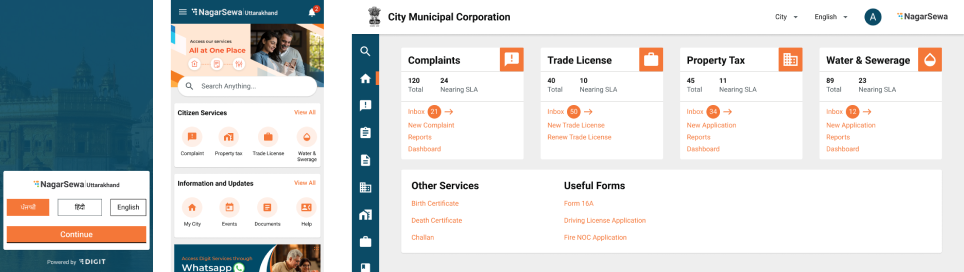 NagarSewa Uttarakhand
ਪੰਜਾਬੀ
हिंदी
English
Continue
Powered by DIGIT
NagarSewa Uttarakhand
2
Access our services
All at One Place
Search Anything...
Citizen Services
View All
Complaint
Property tax
Trade License
Water & Swerage
Information and Updates
View All
My City
Events
Documents
Help
Access Digit Services through
Whatsapp
City Municipal Corporation
City
English
A
NagarSewa
Complaints
120 24
Total Nearing SLA
Inbox 21
New Complaint
Reports
Dashboard
Trade License
40 10
Total Nearing SLA
Inbox 50
New Trade License
Renew Trade License
Property Tax
45 11
Total Nearing SLA
Inbox 34
New Application
Reports
Dashboard
Water & Sewerage
89 23
Total Nearing SLA
Inbox 12
New Application
Reports
Dashboard
Other Services
Birth Certificate
Death Certificate
Challan
Useful Forms
Form 16A
Driving License Application
Fire NOC Application